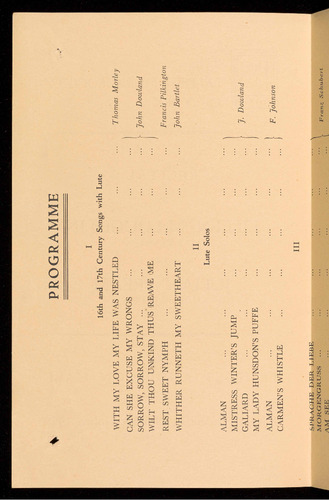 PROGRAMME
I
16th and 17th Century Songs with Lute
WITH MY LOVE MY LIFE WAS NESTLED ... ... ... Thomas Morley
CAN SHE EXCUSE MY WRONGS ... ... ...
SORROW, SORROW, STAY ... ... ... ... John Dowland
WILT THOU UNKIND THUS REAVE ME ... ... ...
REST SWEET NYMPH ... ... ... ... ... Francis Pilkington
WHITHER RUNNETH MY SWEETHEART ... ... ... John Bartlet
II
Lute Solos
ALMAN ... ... ... ... ... ...
MISTRESS WINTER'S JUMP ... ... ... ...
GALIARD ... ... ... ... ... ... J. Dowland
MY LADY HUNSDON'S PUFFE ... ... ... ...
ALMAN ... ... ... ... ... ...
CARMEN'S WHISTLE ... ... ... ... ... F. Johnson
III
SPRACHE DER LIEBE ... ... ... ...
MORGENGRUSS ... ... ... ... ... Franz Schubert
AM SEE ... ... ... ...